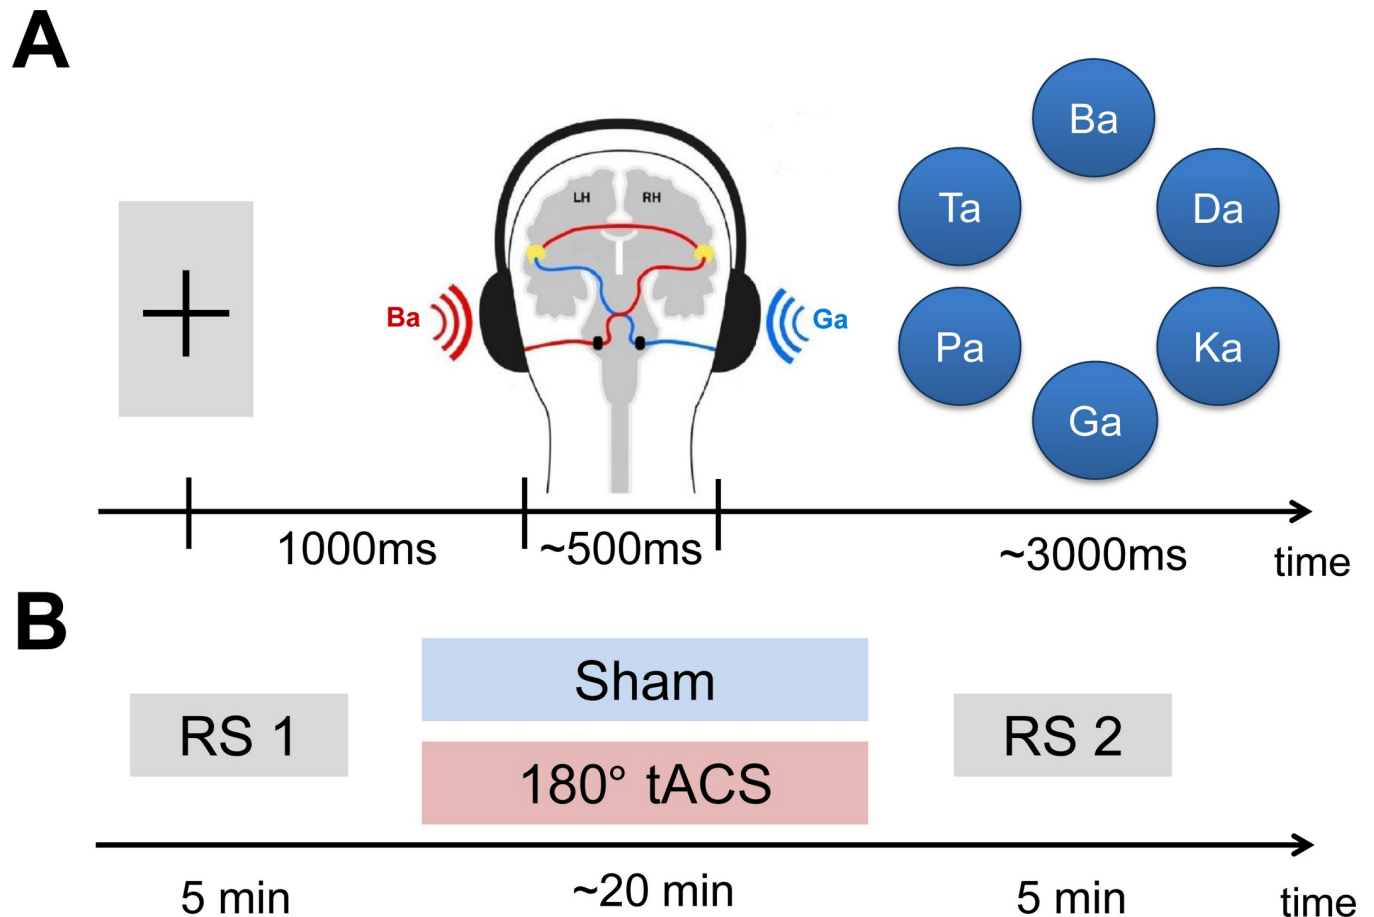 A
LH
RH
Ba
Ga
Ba
Ta
Da
Pa
Ka
Ga
1000ms
~500ms
~3000ms
time
B
Sham
RS 1
RS 2
180° tACS
5 min
~20 min
5 min
time